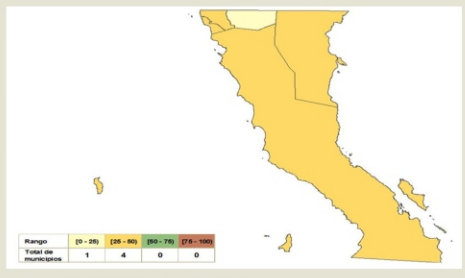 Rango [0 - 25) [25 - 50) [50 - 75) [75 - 100)
Total de municipios 1 4 0 0